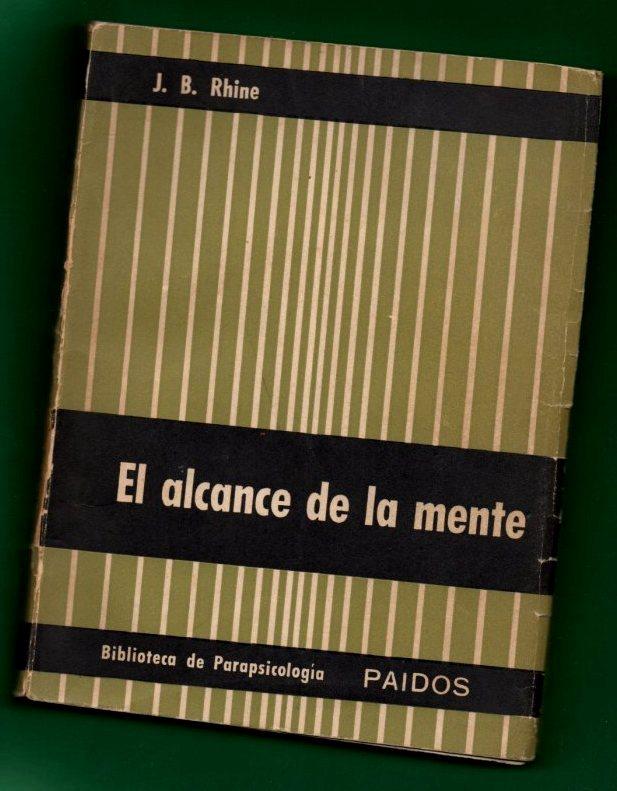 J. B. Rhine
El alcance de la mente
Biblioteca de Parapsicología PAIDOS